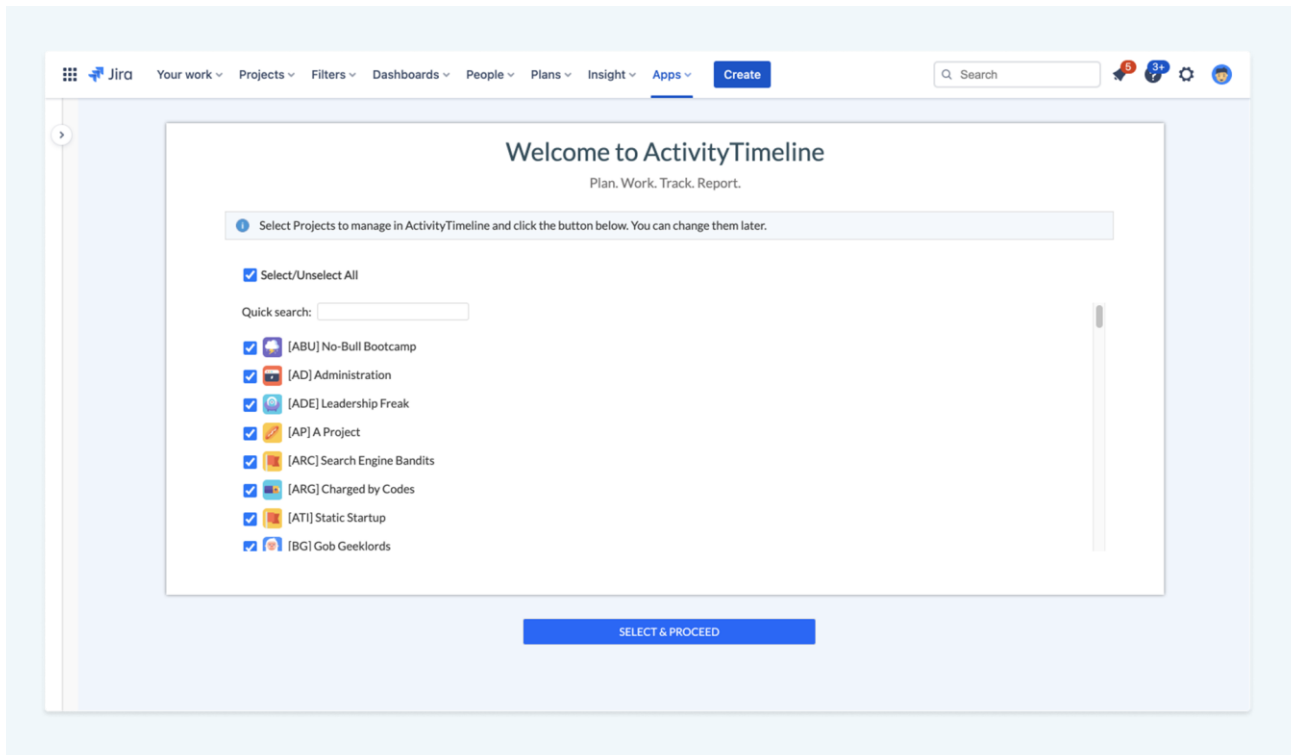 Jira Your work Projects Filters Dashboards People Plans Insight Apps Create Search 5 3+
Welcome to ActivityTimeline
Plan. Work. Track. Report.
Select Projects to manage in ActivityTimeline and click the button below. You can change them later.
Select/Unselect All
Quick search:
[ABU] No-Bull Bootcamp
[AD] Administration
[ADE] Leadership Freak
[AP] A Project
[ARC] Search Engine Bandits
[ARG] Charged by Codes
[ATI] Static Startup
[BG] Gob Geeklords
SELECT & PROCEED